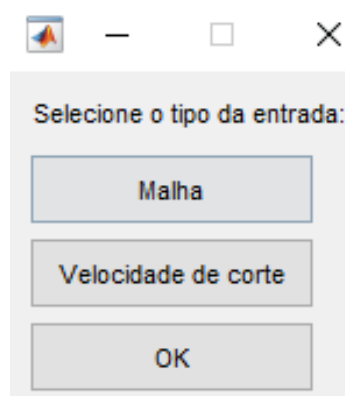 Selecione o tipo da entrada:
Malha
Velocidade de corte
OK